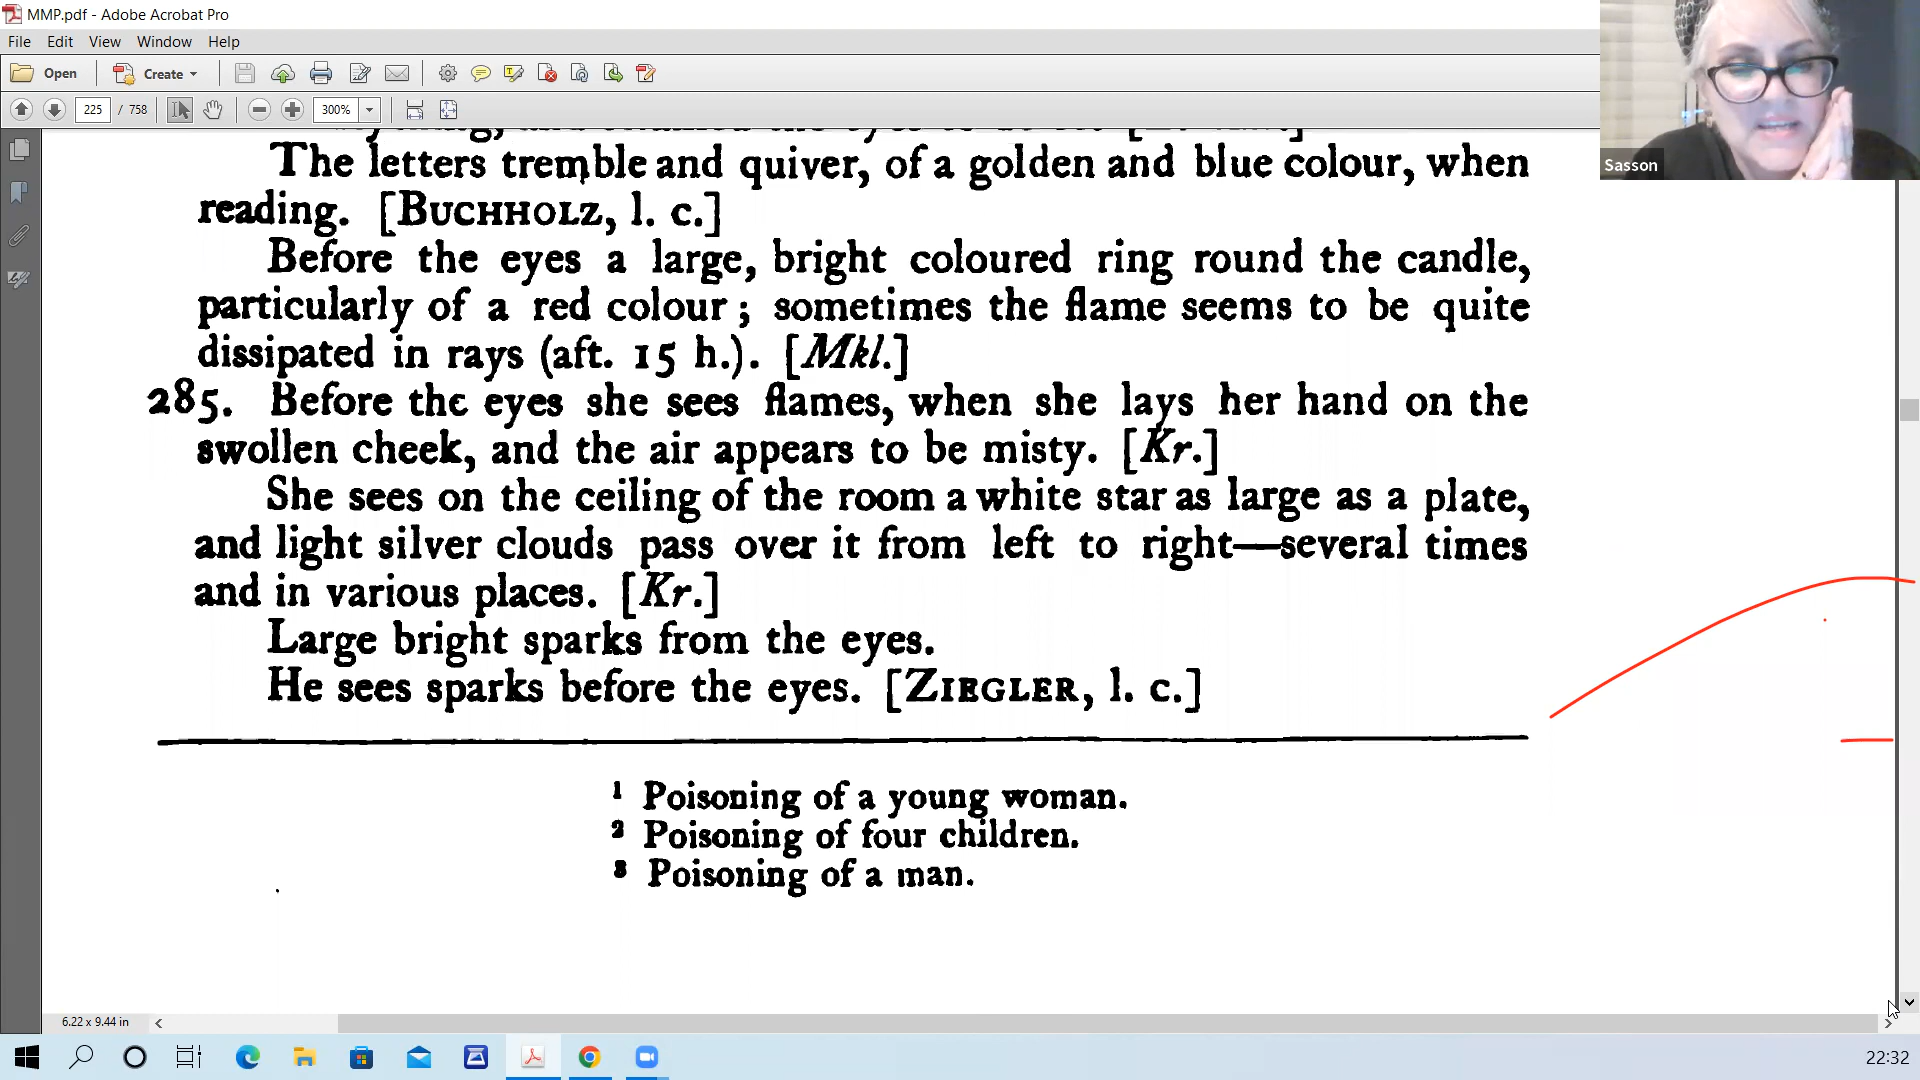 MMP.pdf - Adobe Acrobat Pro
File Edit View Window Help
Open Create
225 / 758 300%
Sasson
The letters tremble and quiver, of a golden and blue colour, when
reading. [BUCHHOLZ, l. c.]
Before the eyes a large, bright coloured ring round the candle,
particularly of a red colour; sometimes the flame seems to be quite
dissipated in rays (aft. 15 h.). [Mkl.]
285. Before the eyes she sees flames, when she lays her hand on the
swollen cheek, and the air appears to be misty. [Kr.]
She sees on the ceiling of the room a white star as large as a plate,
and light silver clouds pass over it from left to right—several times
and in various places. [Kr.]
Large bright sparks from the eyes.
He sees sparks before the eyes. [ZIEGLER, l. c.]
1 Poisoning of a young woman.
2 Poisoning of four children.
3 Poisoning of a man.
6.22 x 9.44 in
22:32